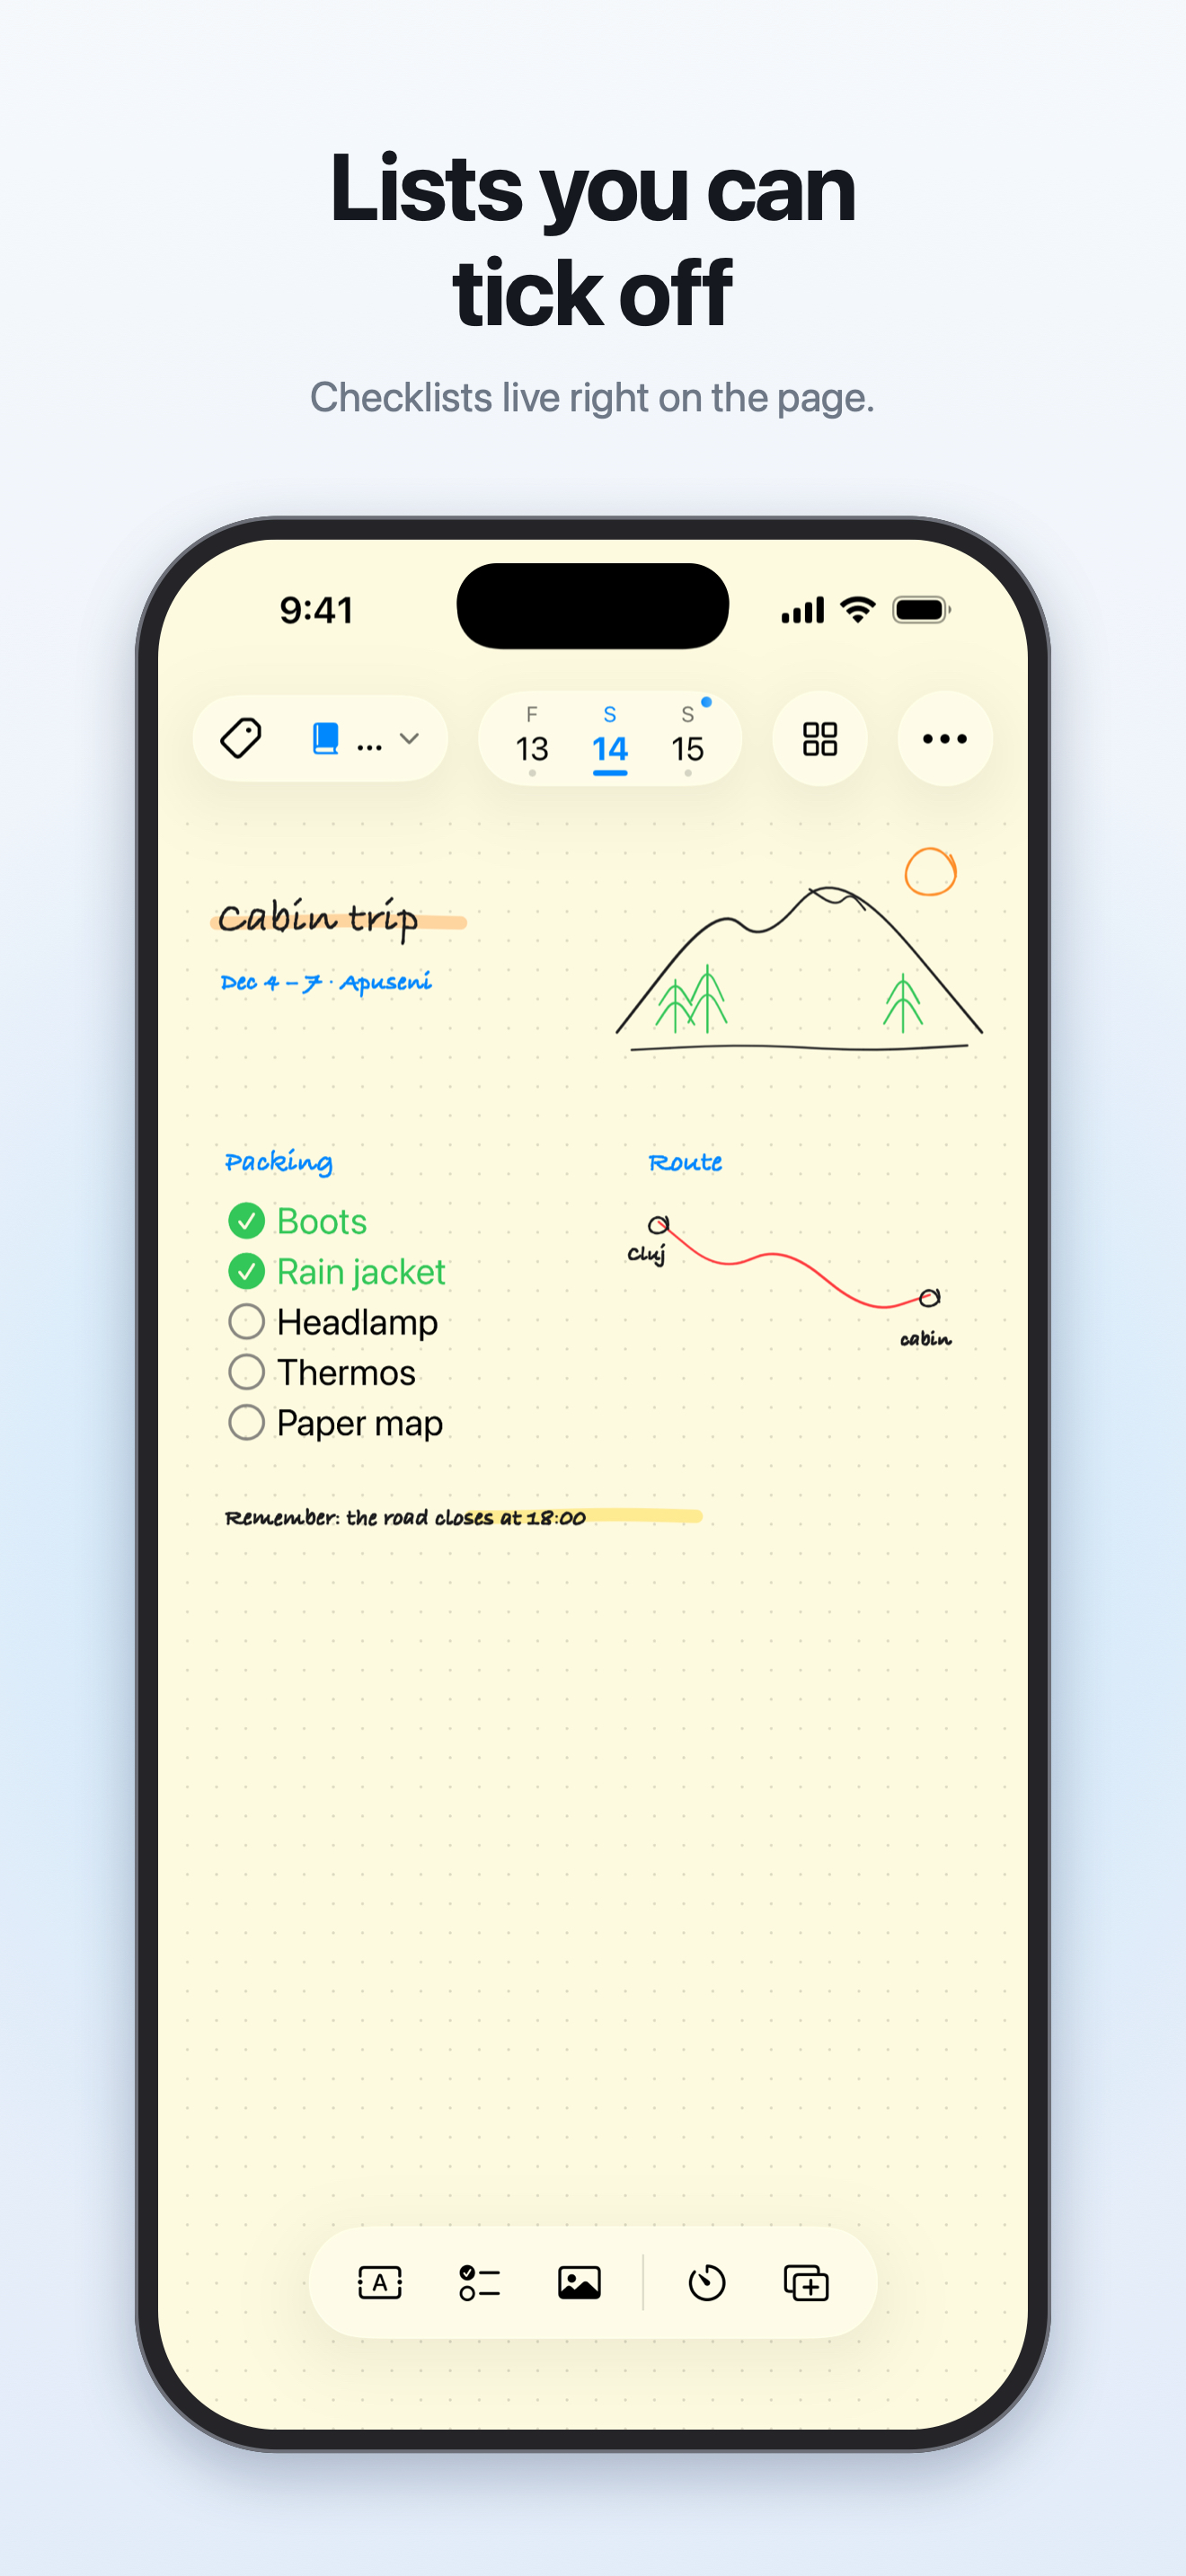 Lists you can
tick off
Checklists live right on the page.
9:41
F S S
13 14 15
Cabin trip
Dec 4 – 7 · Apuseni
Packing
Boots
Rain jacket
Headlamp
Thermos
Paper map
Route
Cluj
cabin
Remember: the road closes at 18:00
A